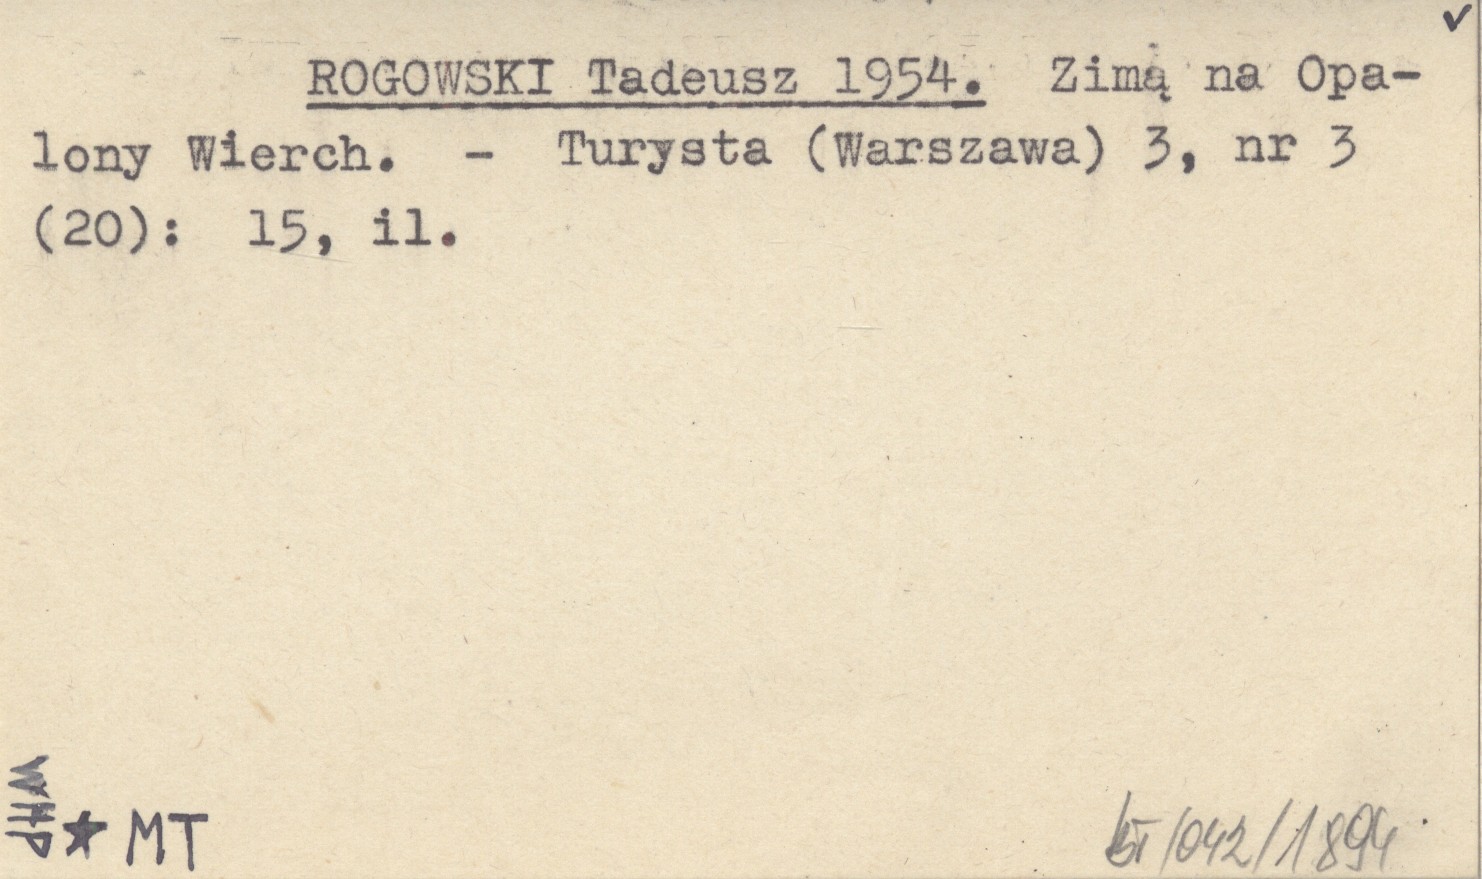 ROGOWSKI Tadeusz 1954. Zimą na Opa-
lony Wierch. - Turysta (Warszawa) 3, nr 3
(20): 15, il.
WHP
★ MT
/042/1894